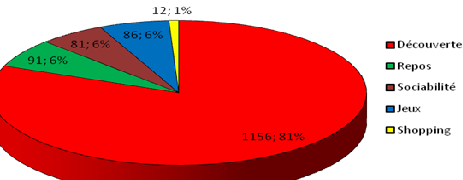 12; 1%
86; 6%
81; 6%
91; 6%
1156; 81%
Découverte
Repos
Sociabilité
Jeux
Shopping